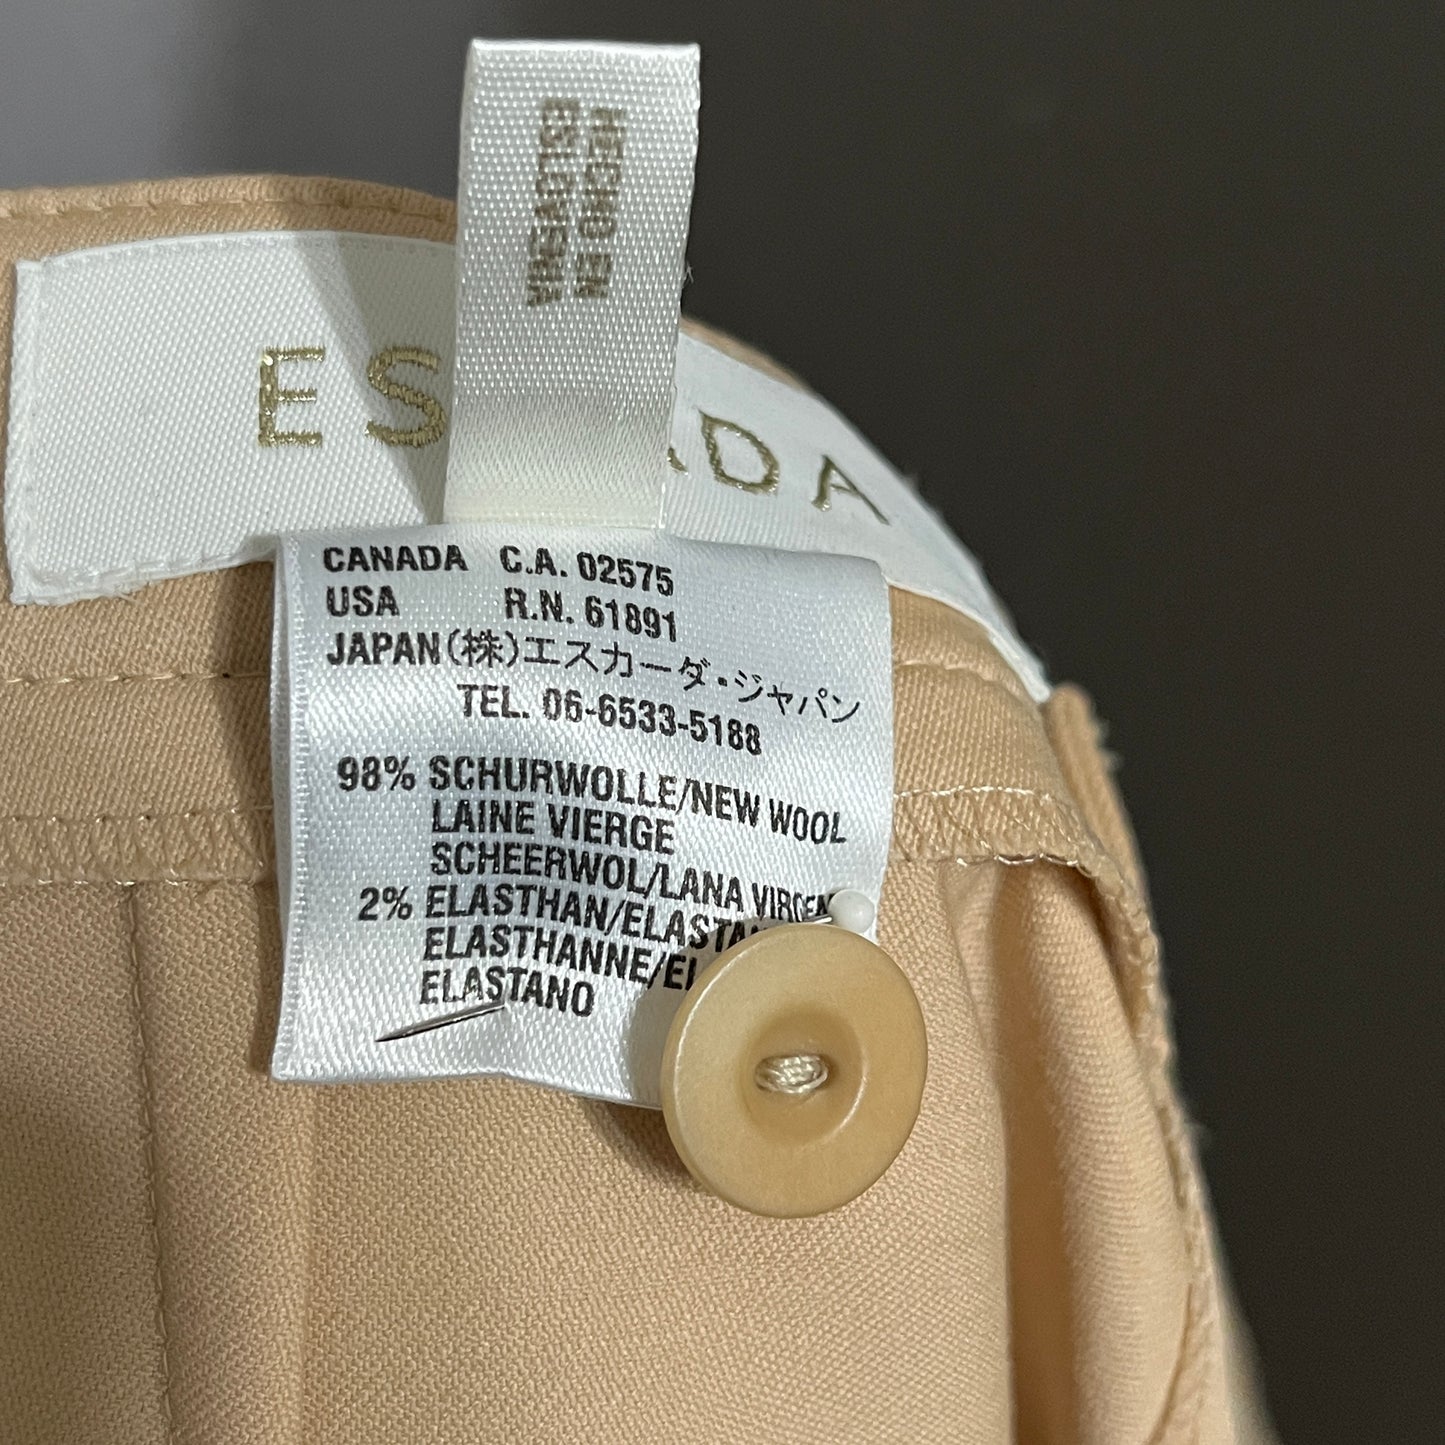 HECHO EN
ESLOVENIA
ES ADA
CANADA C.A. 02575
USA R.N. 61891
JAPAN (株)エスカーダ・ジャパン
TEL. 06-6533-5188
98% SCHURWOLLE/NEW WOOL
LAINE VIERGE
SCHEERWOL/LANA VIRGEN
2% ELASTHAN/ELASTAN
ELASTHANNE/EL
ELASTANO